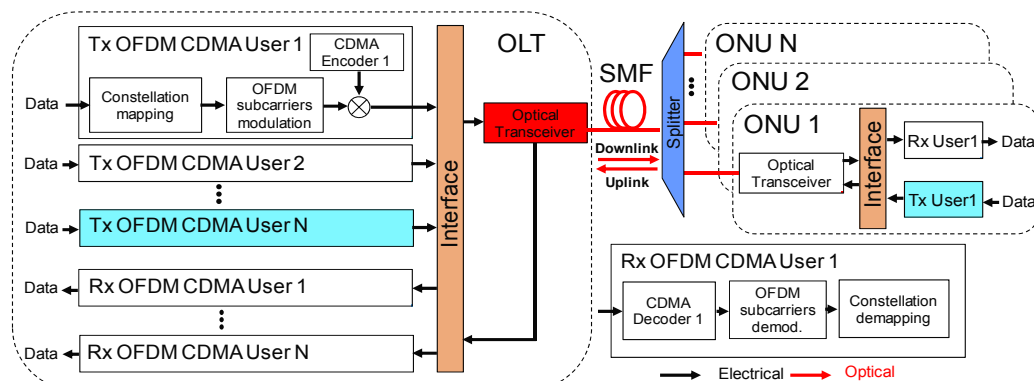 Tx OFDM CDMA User 1
CDMA
Encoder 1
Data
Constellation
mapping
OFDM
subcarriers
modulation
Data
Tx OFDM CDMA User 2
Data
Tx OFDM CDMA User N
Data
Rx OFDM CDMA User 1
Data
Rx OFDM CDMA User N
Interface
OLT
Optical
Transceiver
SMF
Downlink
Uplink
Splitter
ONU N
ONU 2
ONU 1
Optical
Transceiver
Interface
Rx User1
Data
Tx User1
Data
Rx OFDM CDMA User 1
CDMA
Decoder 1
OFDM
subcarriers
demod.
Constellation
demapping
Electrical
Optical